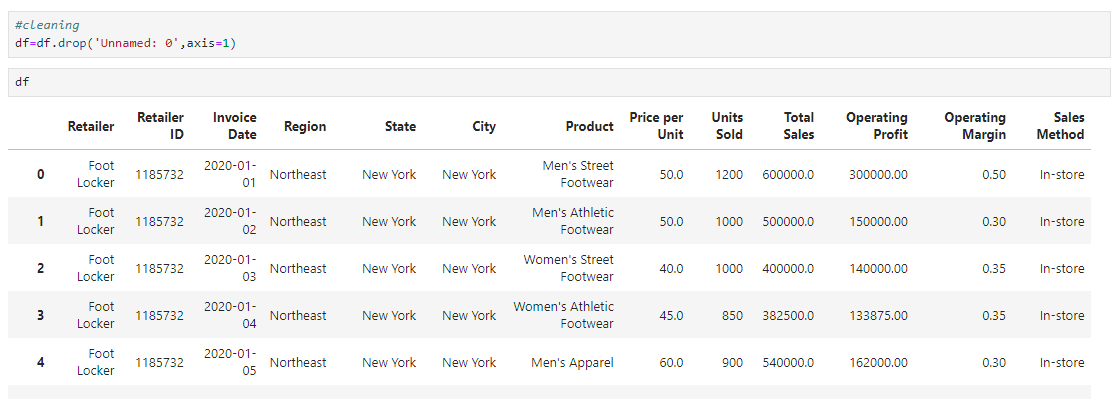 #cleaning
df=df.drop('Unnamed: 0',axis=1)
df
Retailer Retailer ID Invoice Date Region State City Product Price per Unit Units Sold Total Sales Operating Profit Operating Margin Sales Method
0 Foot Locker 1185732 2020-01-01 Northeast New York New York Men's Street Footwear 50.0 1200 600000.0 300000.00 0.50 In-store
1 Foot Locker 1185732 2020-01-02 Northeast New York New York Men's Athletic Footwear 50.0 1000 500000.0 150000.00 0.30 In-store
2 Foot Locker 1185732 2020-01-03 Northeast New York New York Women's Street Footwear 40.0 1000 400000.0 140000.00 0.35 In-store
3 Foot Locker 1185732 2020-01-04 Northeast New York New York Women's Athletic Footwear 45.0 850 382500.0 133875.00 0.35 In-store
4 Foot Locker 1185732 2020-01-05 Northeast New York New York Men's Apparel 60.0 900 540000.0 162000.00 0.30 In-store